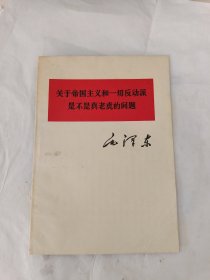 关于帝国主义和一切反动派
是不是真老虎的问题
毛泽东